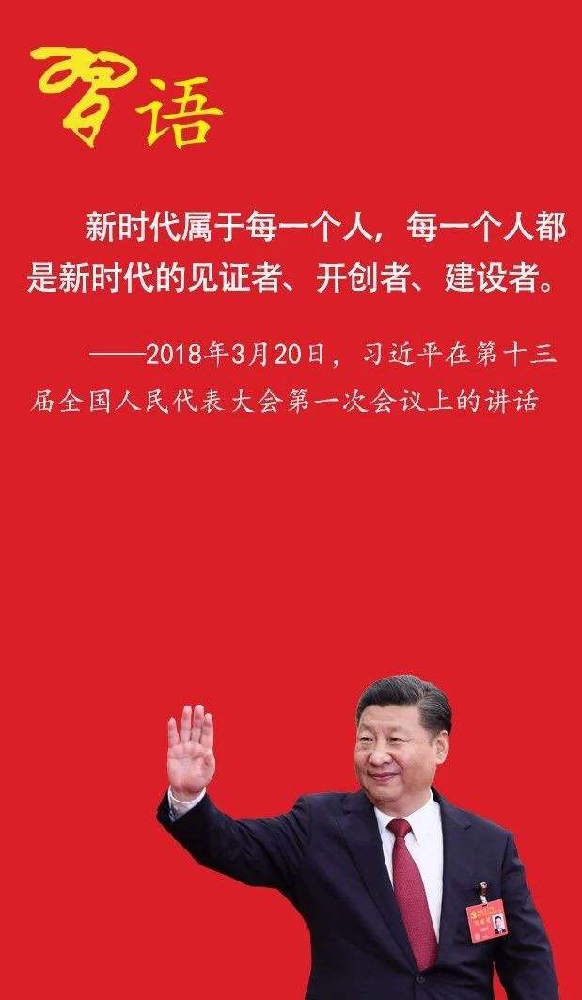 習语
新时代属于每一个人，每一个人都
是新时代的见证者、开创者、建设者。
——2018年3月20日，习近平在第十三
届全国人民代表大会第一次会议上的讲话